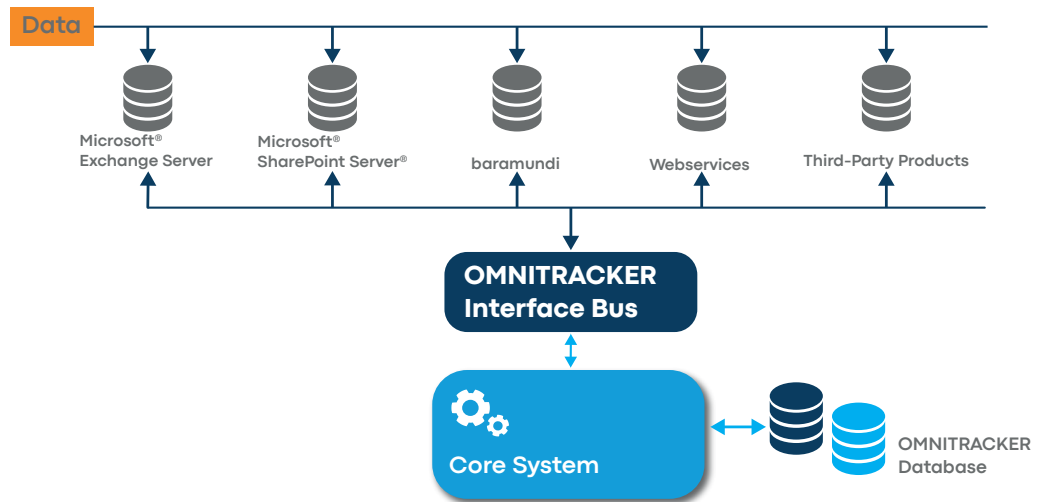 Data
Microsoft®
Exchange Server
Microsoft®
SharePoint Server®
baramundi
Webservices
Third-Party Products
OMNITRACKER
Interface Bus
Core System
OMNITRACKER
Database